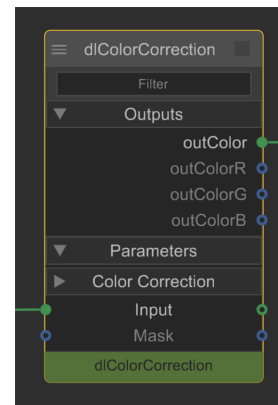 dlColorCorrection
Filter
Outputs
outColor
outColorR
outColorG
outColorB
Parameters
Color Correction
Input
Mask
dlColorCorrection